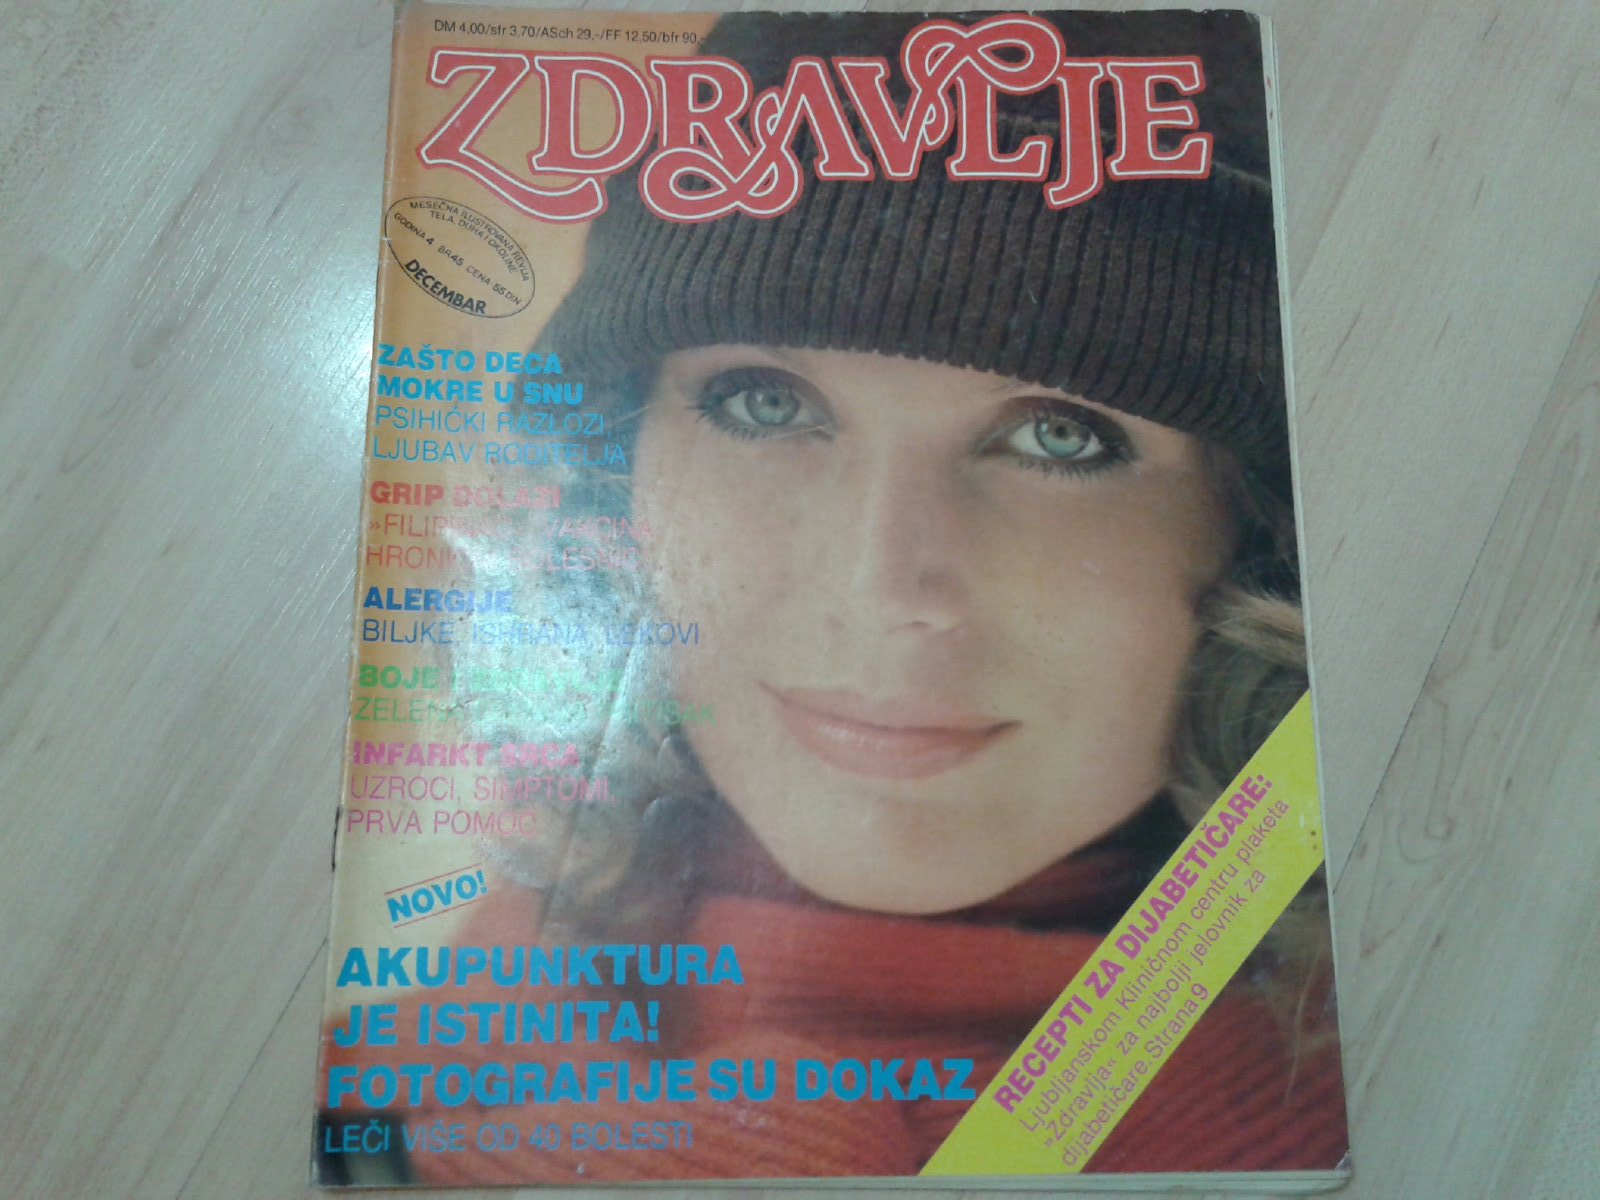 DM 4,00/sfr 3,70/ASch 29,-/FF 12,50/bfr 90,-
ZDRAVLJE
MESEČNA ILUSTROVANA REVIJA
TELA, DUHA I OKOLINE
GODINA 4 BR 45 CENA 55 DIN
DECEMBAR
ZAŠTO DECA
MOKRE U SNU
PSIHIČKI RAZLOZI,
LJUBAV RODITELJA
GRIP DOLAZI
ALERGIJE
BILJKE, ISHRANA, LEKOVI
BOJE
INFARKT SRCA
UZROCI, SIMPTOMI,
PRVA POMOĆ
NOVO!
AKUPUNKTURA
JE ISTINITA!
FOTOGRAFIJE SU DOKAZ
LEČI VIŠE OD 40 BOLESTI
RECEPTI ZA DIJABETIČARE:
Ljubljanskom Kliničnom centru plaketa
»Zdravlja« za najbolji jelovnik za
dijabetičare. Strana 9